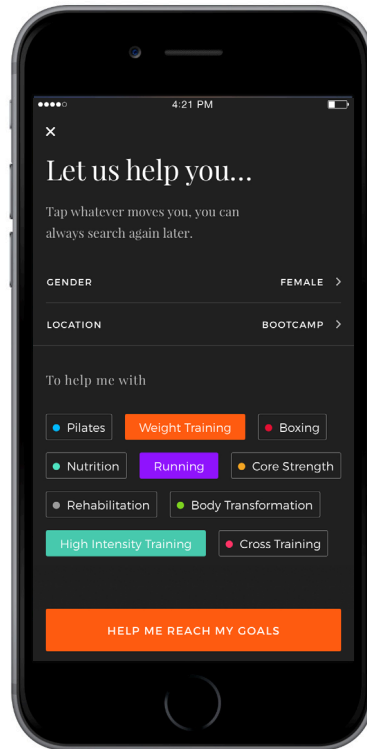 4:21 PM
Let us help you...
Tap whatever moves you, you can
always search again later.
GENDER FEMALE
LOCATION BOOTCAMP
To help me with
Pilates Weight Training Boxing
Nutrition Running Core Strength
Rehabilitation Body Transformation
High Intensity Training Cross Training
HELP ME REACH MY GOALS